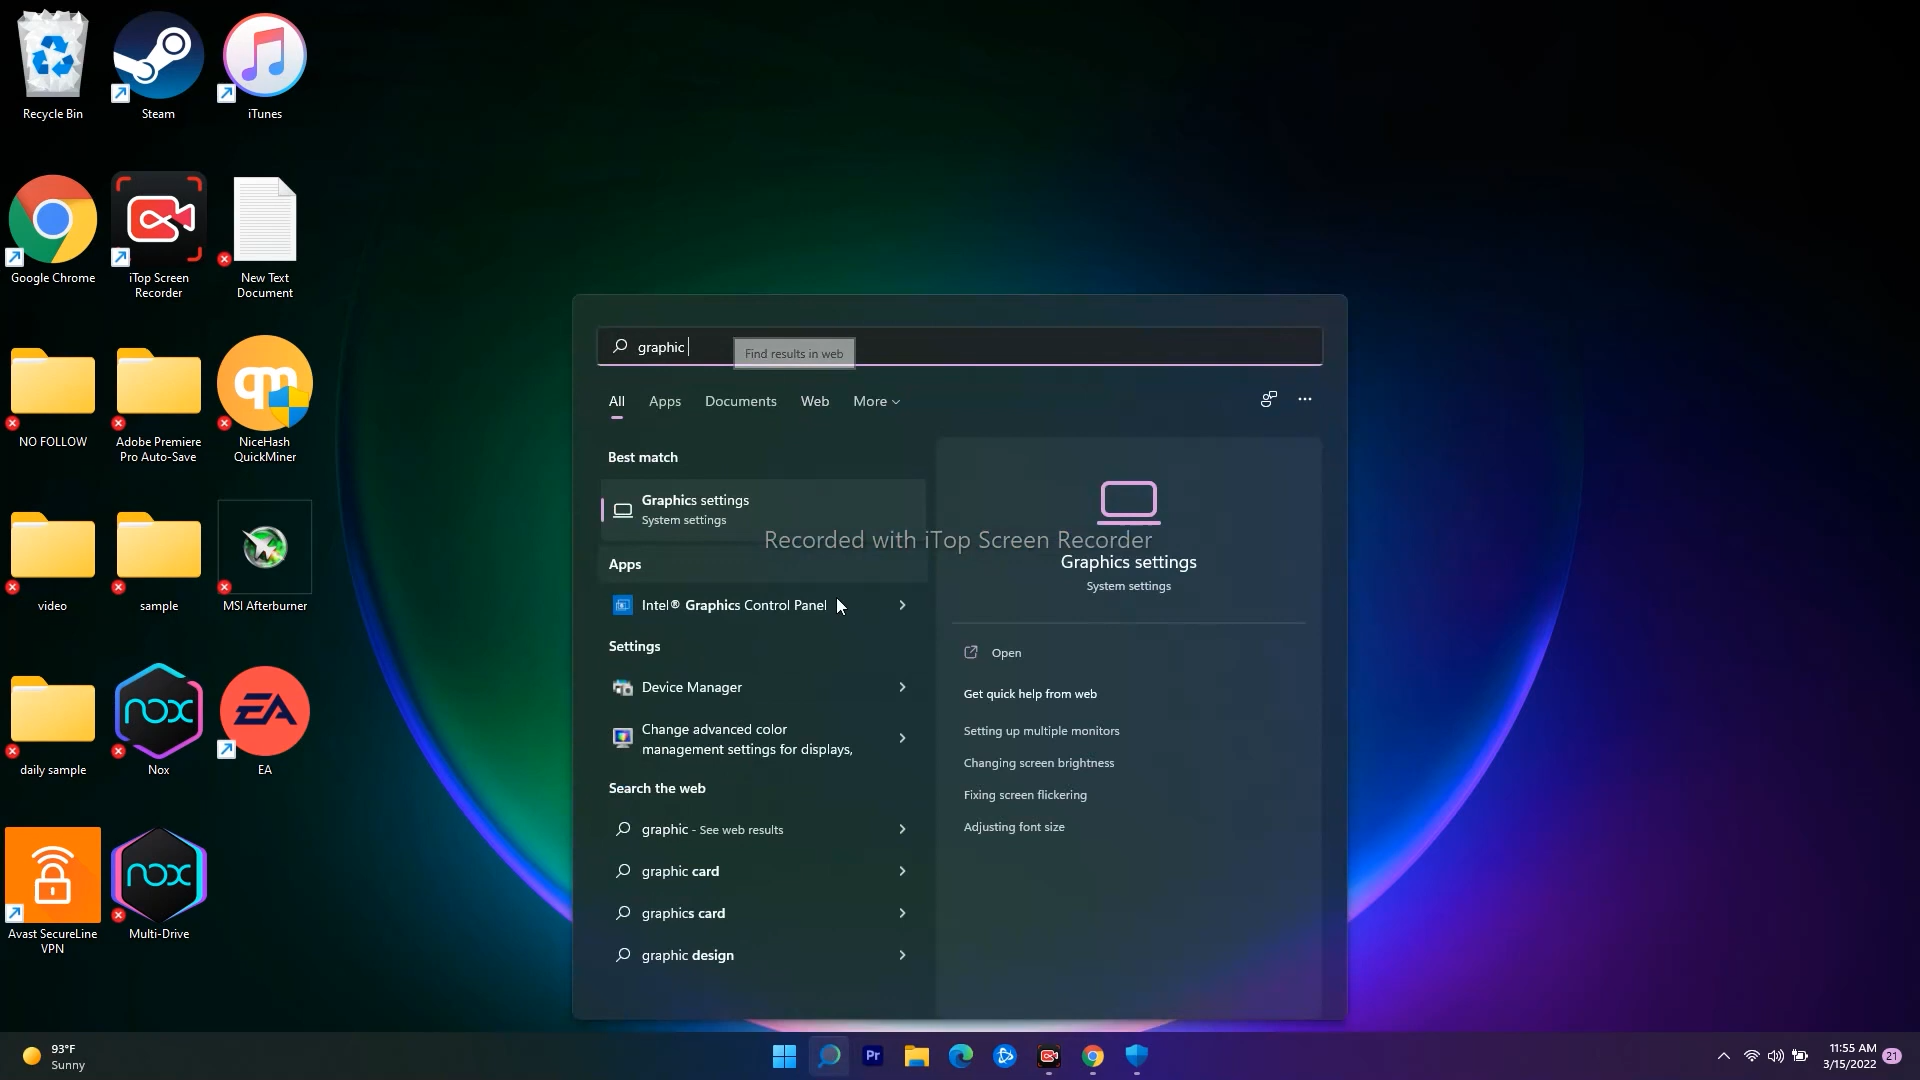 Recycle Bin
Steam
iTunes
Google Chrome
iTop Screen
Recorder
New Text
Document
NO FOLLOW
Adobe Premiere
Pro Auto-Save
qm
NiceHash
QuickMiner
video
sample
MSI Afterburner
daily sample
nox
Nox
EA
EA
Avast SecureLine
VPN
nox
Multi-Drive
graphic
Find results in web
All
Apps
Documents
Web
More
Best match
Graphics settings
System settings
Recorded with iTop Screen Recorder
Apps
Intel® Graphics Control Panel
Settings
Device Manager
Change advanced color
management settings for displays,
Search the web
graphic - See web results
graphic card
graphics card
graphic design
Graphics settings
System settings
Open
Get quick help from web
Setting up multiple monitors
Changing screen brightness
Fixing screen flickering
Adjusting font size
93°F
Sunny
Pr
11:55 AM
3/15/2022
21